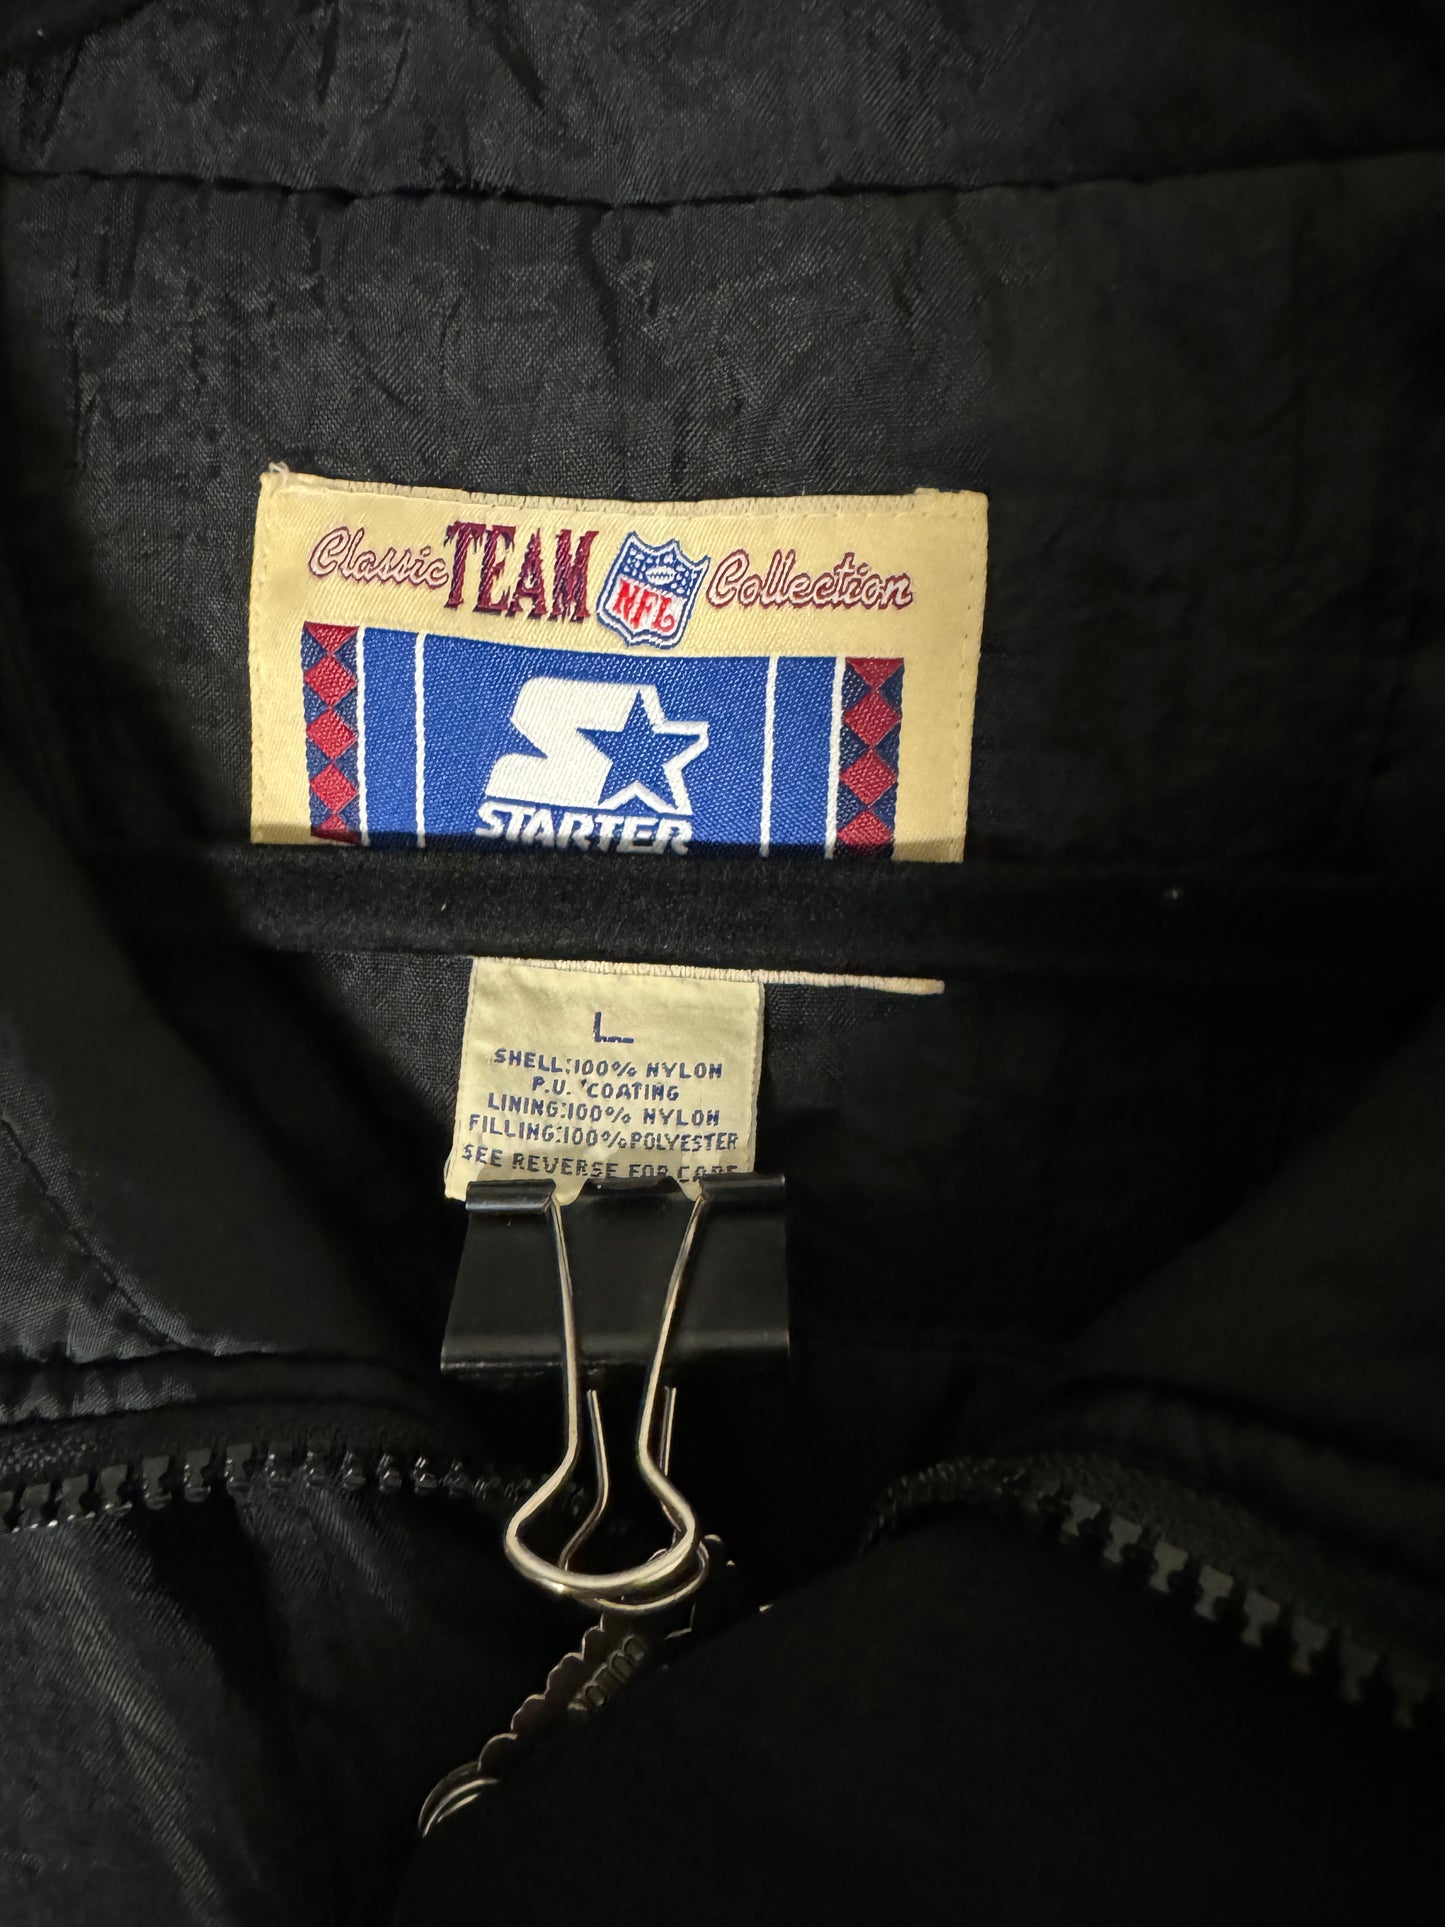 Classic TEAM NFL Collection
STARTER
L
SHELL:100% NYLON
P.U. 'COATING
LINING:100% NYLON
FILLING:100% POLYESTER
SEE REVERSE FOR CARE